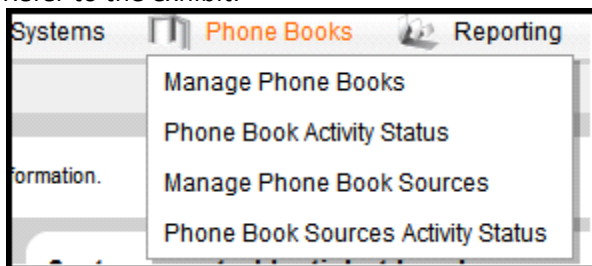 Systems Phone Books Reporting
Manage Phone Books
Phone Book Activity Status
formation.
Manage Phone Book Sources
Phone Book Sources Activity Status